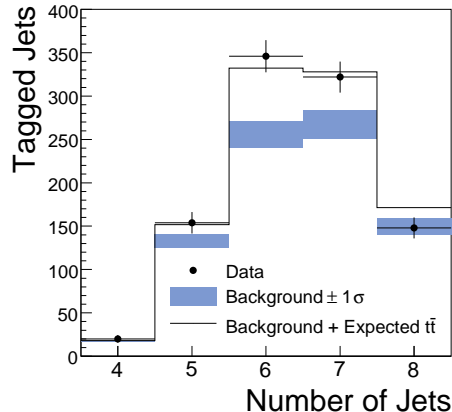 Tagged Jets
400
350
300
250
200
150
100
50
0
Data
Background ± 1σ
Background + Expected tt̄
4 5 6 7 8
Number of Jets